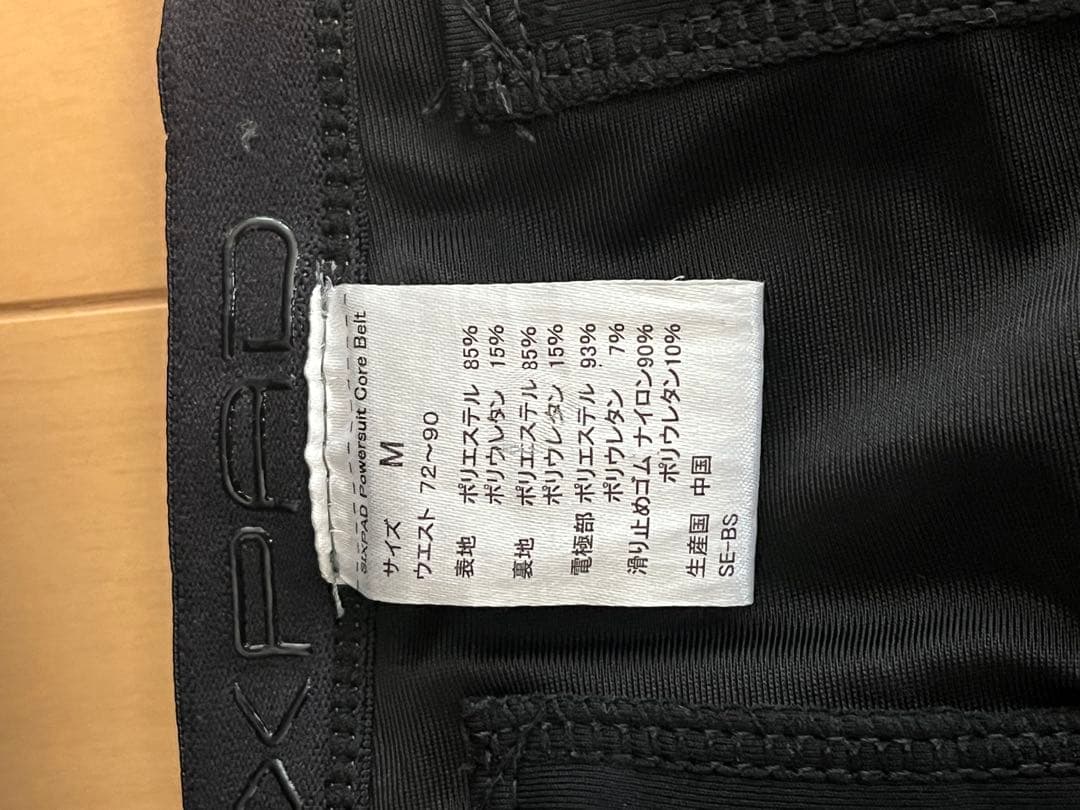 SIXPAD
SIXPAD Powersuit Core Belt
サイズ M
ウエスト 72～90
表地 ポリエステル 85%
ポリウレタン 15%
裏地 ポリエステル 85%
ポリウレタン 15%
電極部 ポリエステル 93%
ポリウレタン 7%
滑り止めゴム ナイロン90%
ポリウレタン10%
生産国 中国
SE-BS